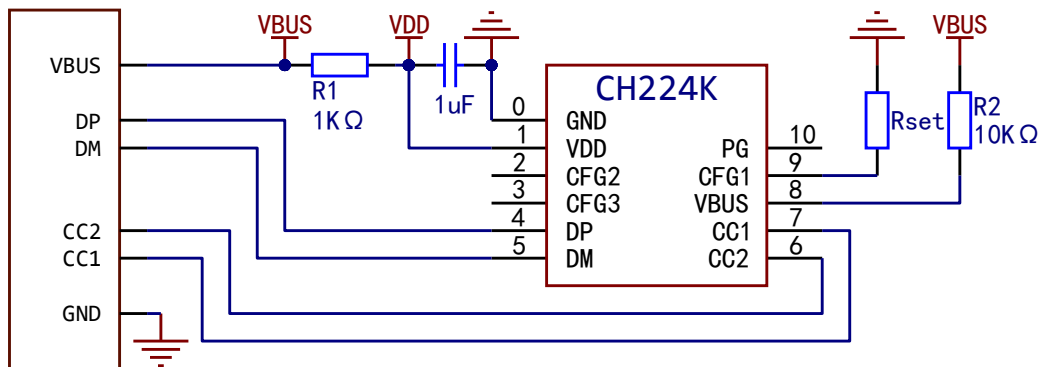 VBUS
VDD
VBUS
VBUS
R1
1KΩ
1uF
CH224K
Rset
R2
10KΩ
DP
DM
CC2
CC1
GND
0
GND
1
VDD
2
CFG2
3
CFG3
4
DP
5
DM
PG
10
CFG1
9
VBUS
8
CC1
7
CC2
6